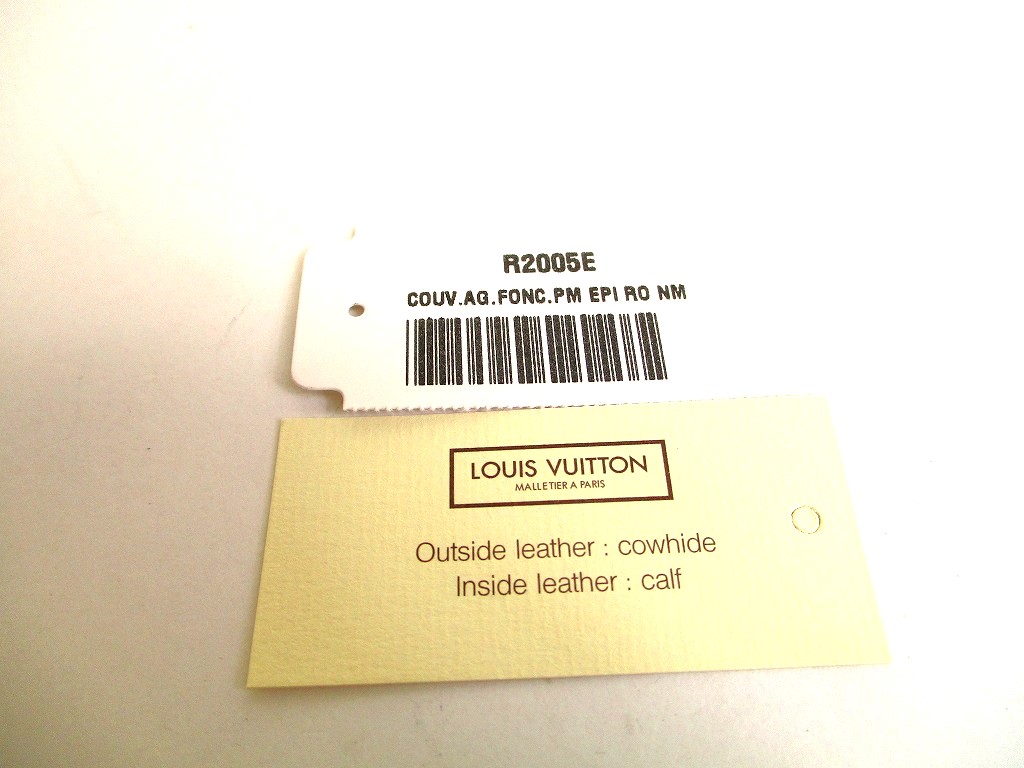 R2005E
COUV.AG.FONC.PM EPI RO NM
LOUIS VUITTON
MALLETIER A PARIS
Outside leather : cowhide
Inside leather : calf